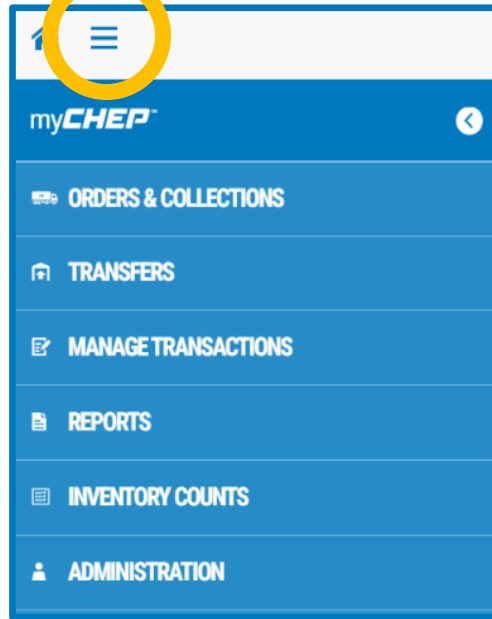 myCHEP™
ORDERS & COLLECTIONS
TRANSFERS
MANAGE TRANSACTIONS
REPORTS
INVENTORY COUNTS
ADMINISTRATION